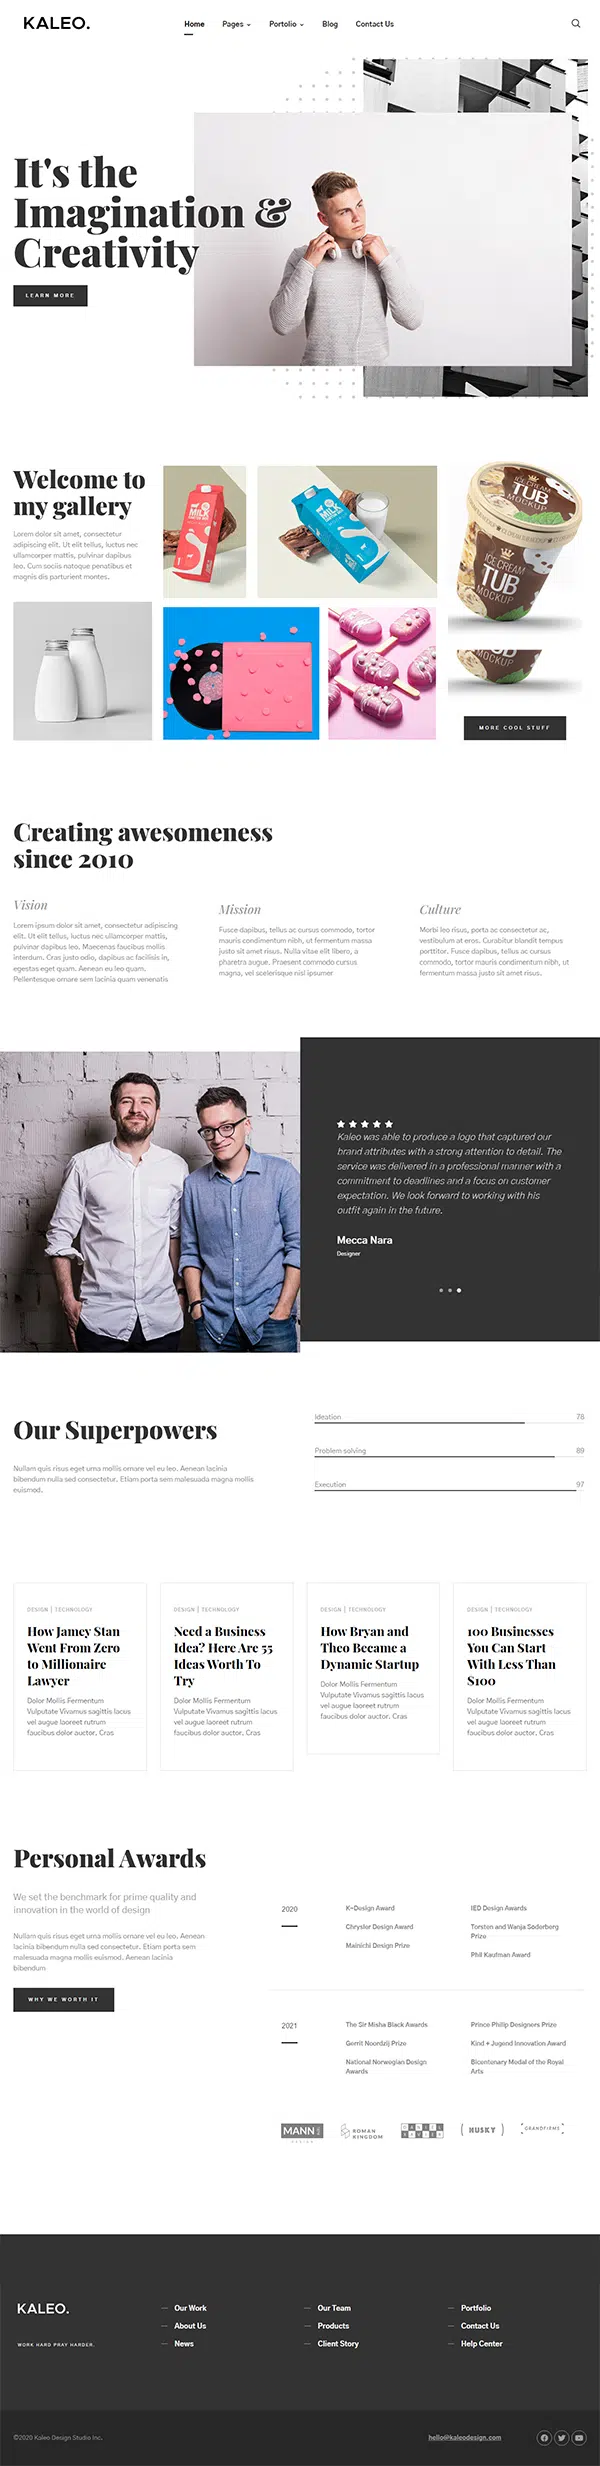 KALEO.
Home Pages Portolio Blog Contact Us
It's the
Imagination &
Creativity
LEARN MORE
Welcome to
my gallery
Lorem dolor sit amet, consectetur
adipiscing elit. Ut elit tellus, luctus nec
ullamcorper mattis, pulvinar dapibus
leo. Cum sociis natoque penatibus et
magnis dis parturient montes.
MILK
MILK
ICE CREAM
TUB
MOCKUP
ICE CREAM
TUB
MOCKUP
MOCKUP
MORE COOL STUFF
Creating awesomeness
since 2010
Vision
Lorem ipsum dolor sit amet, consectetur adipiscing
elit. Ut elit tellus, luctus nec ullamcorper mattis,
pulvinar dapibus leo. Maecenas faucibus mollis
interdum. Cras justo odio, dapibus ac facilisis in,
egestas eget quam. Aenean eu leo quam.
Pellentesque ornare sem lacinia quam venenatis
Mission
Fusce dapibus, tellus ac cursus commodo, tortor
mauris condimentum nibh, ut fermentum massa
justo sit amet risus. Nulla vitae elit libero, a
pharetra augue. Praesent commodo cursus
magna, vel scelerisque nisl ipsumer
Culture
Morbi leo risus, porta ac consectetur ac,
vestibulum at eros. Curabitur blandit tempus
porttitor. Fusce dapibus, tellus ac cursus
commodo, tortor mauris condimentum nibh, ut
fermentum massa justo sit amet risus.
Kaleo was able to produce a logo that captured our
brand attributes with a strong attention to detail. The
service was delivered in a professional manner with a
commitment to deadlines and a focus on customer
expectation. We look forward to working with his
outfit again in the future.
Mecca Nara
Designer
Our Superpowers
Nullam quis risus eget urna mollis ornare vel eu leo. Aenean lacinia
bibendum nulla sed consectetur. Etiam porta sem malesuada magna mollis
euismod.
Ideation 78
Problem solving 89
Execution 97
DESIGN | TECHNOLOGY
How Jamey Stan
Went From Zero
to Millionaire
Lawyer
Dolor Mollis Fermentum
Vulputate Vivamus sagittis lacus
vel augue laoreet rutrum
faucibus dolor auctor. Cras
DESIGN | TECHNOLOGY
Need a Business
Idea? Here Are 55
Ideas Worth To
Try
Dolor Mollis Fermentum
Vulputate Vivamus sagittis lacus
vel augue laoreet rutrum
faucibus dolor auctor. Cras
DESIGN | TECHNOLOGY
How Bryan and
Theo Became a
Dynamic Startup
Dolor Mollis Fermentum
Vulputate Vivamus sagittis lacus
vel augue laoreet rutrum
faucibus dolor auctor. Cras
DESIGN | TECHNOLOGY
100 Businesses
You Can Start
With Less Than
$100
Dolor Mollis Fermentum
Vulputate Vivamus sagittis lacus
vel augue laoreet rutrum
faucibus dolor auctor. Cras
Personal Awards
We set the benchmark for prime quality and
innovation in the world of design
Nullam quis risus eget urna mollis ornare vel eu leo. Aenean
lacinia bibendum nulla sed consectetur. Etiam porta sem
malesuada magna mollis euismod. Aenean lacinia
bibendum
WHY WE WORTH IT
2020
K-Design Award
Chrysler Design Award
Mainichi Design Prize
IED Design Awards
Torsten and Wanja Söderberg
Prize
Phil Kaufman Award
2021
The Sir Misha Black Awards
Gerrit Noordzij Prize
National Norwegian Design
Awards
Prince Philip Designers Prize
Kind + Jugend Innovation Award
Bicentenary Medal of the Royal
Arts
MANN
DESIGN
ROMAN
KINGDOM
DANIEL
HUSKY
GRANDFIRMS
KALEO.
WORK HARD PRAY HARDER.
Our Work
About Us
News
Our Team
Products
Client Story
Portfolio
Contact Us
Help Center
©2020 Kaleo Design Studio Inc.
hello@kaleodesign.com